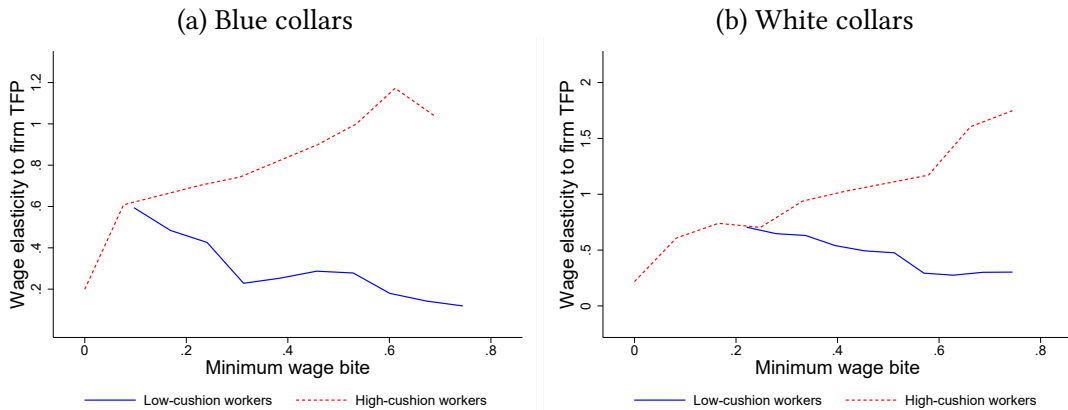 (a) Blue collars
Wage elasticity to firm TFP
1.2
1
.8
.6
.4
.2
0
.2
.4
.6
.8
Minimum wage bite
Low-cushion workers
High-cushion workers
(b) White collars
Wage elasticity to firm TFP
2
1.5
1
.5
0
0
.2
.4
.6
.8
Minimum wage bite
Low-cushion workers
High-cushion workers